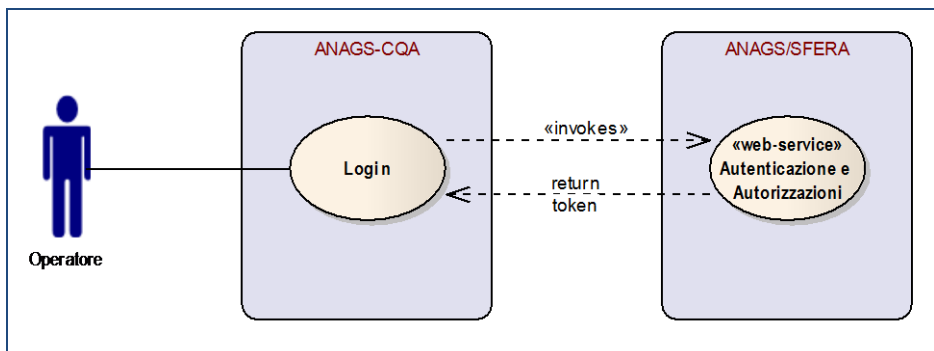 ANAGS-CQA
ANAGS/SFERA
«invokes»
Login
«web-service»
Autenticazione e
Autorizzazioni
return
token
Operatore